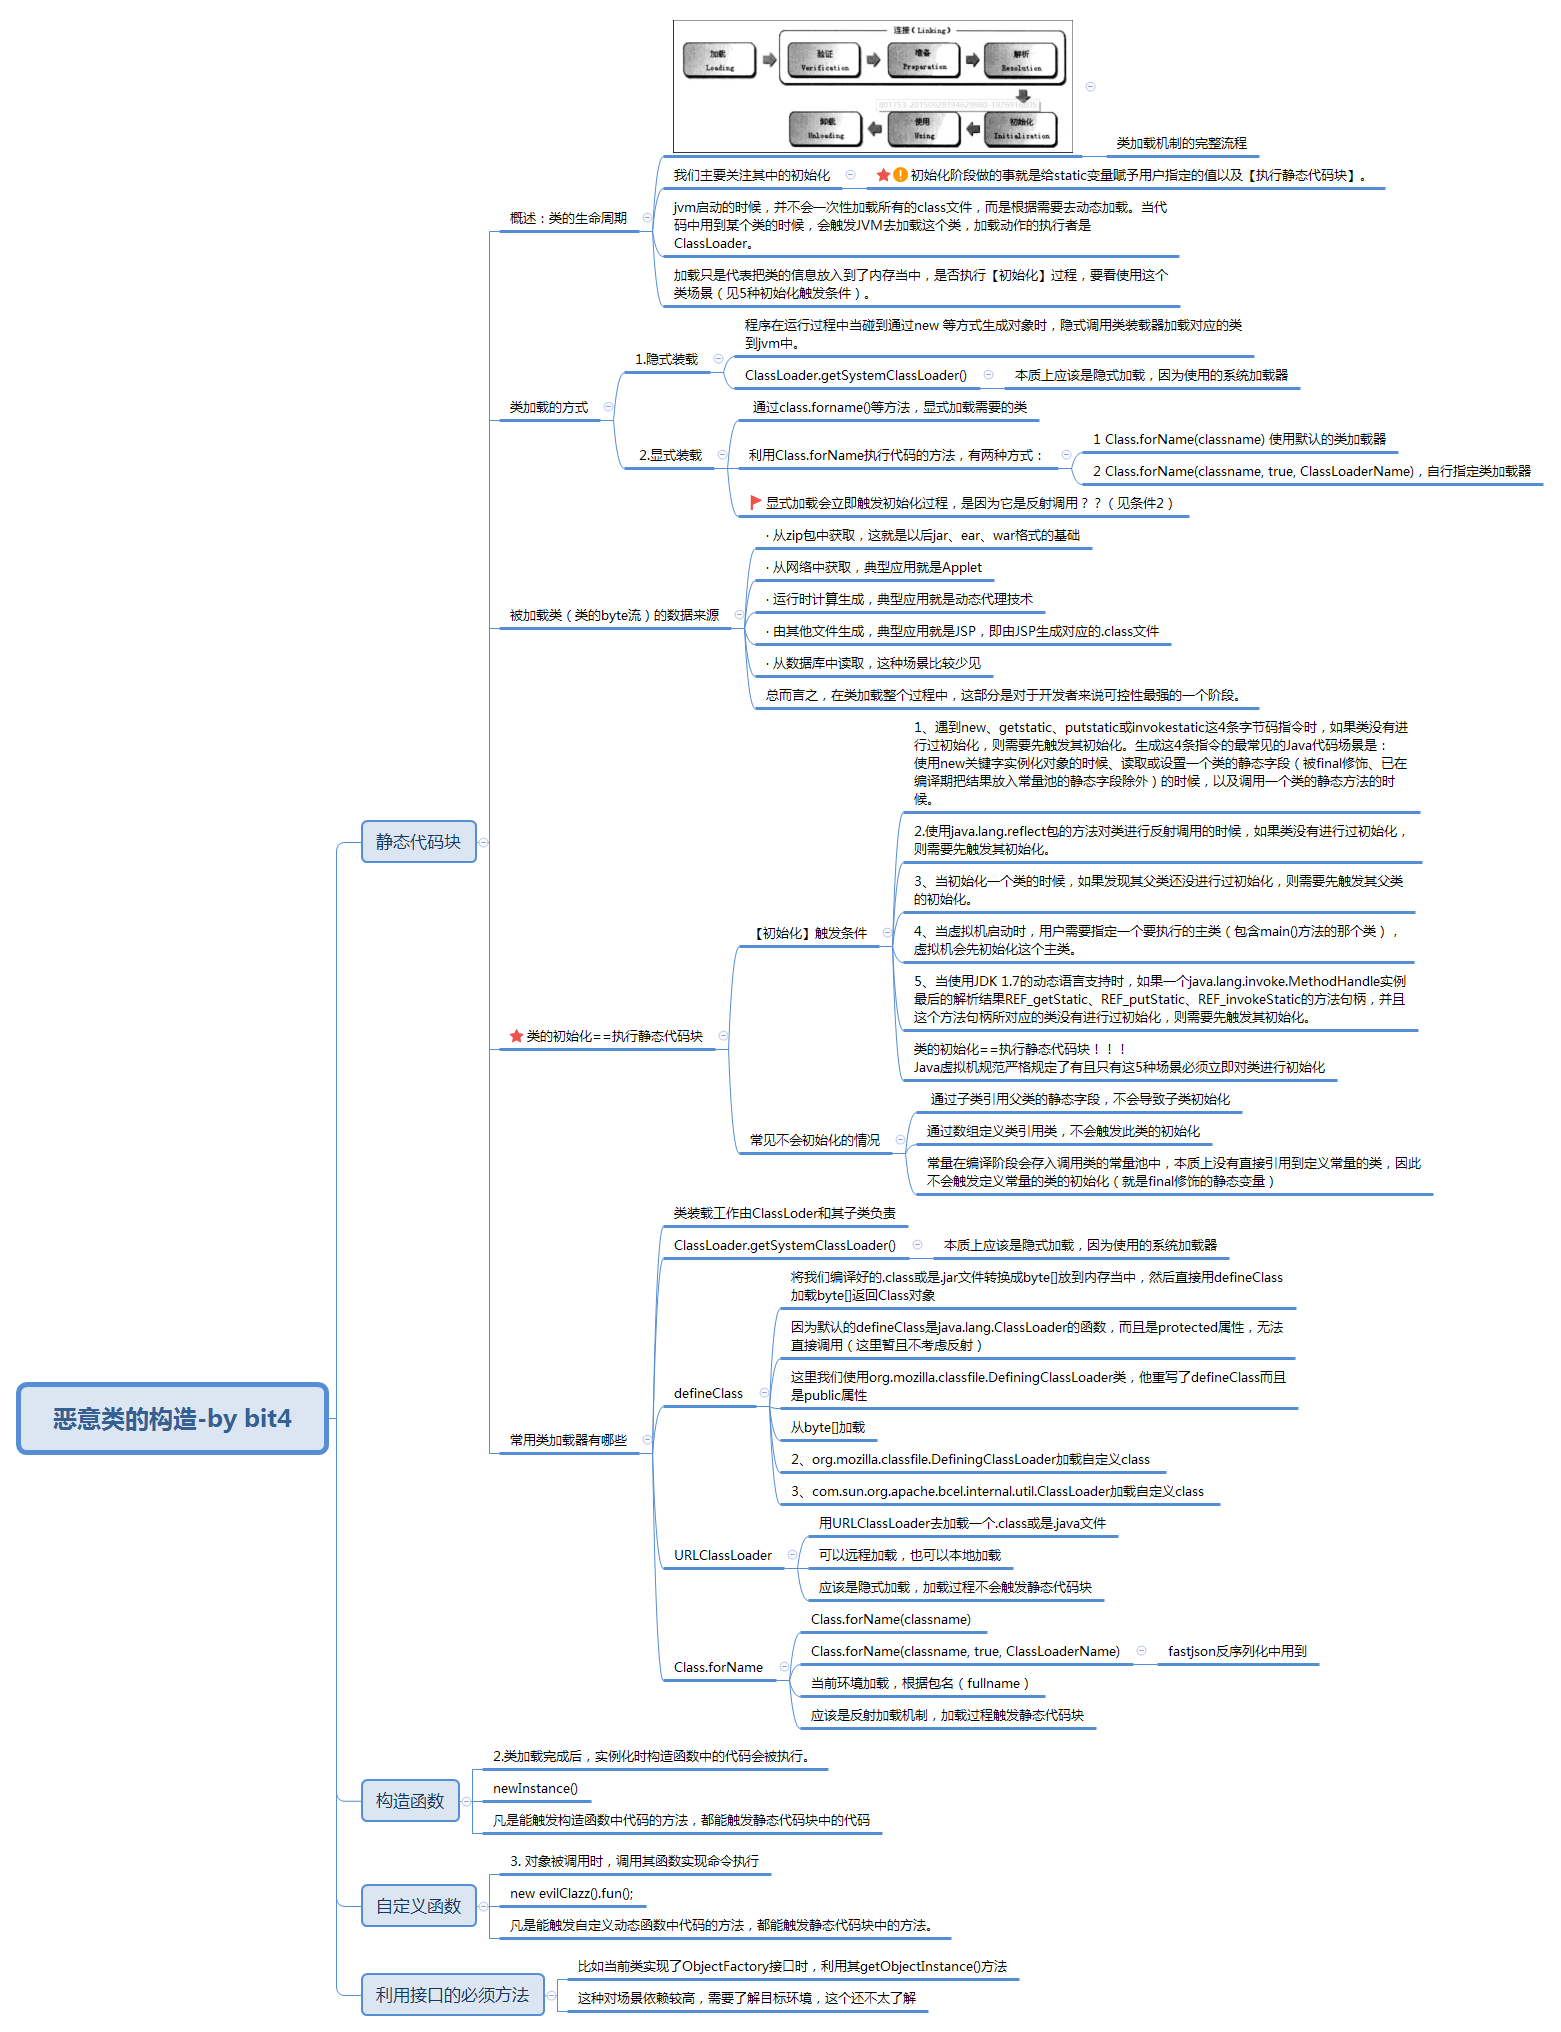 连接(Linking)
加载
Loading
验证
Verification
准备
Preparation
解析
Resolution
卸载
Unloading
使用
Using
初始化
Initialization
类加载机制的完整流程
我们主要关注其中的初始化
初始化阶段做的事就是给static变量赋予用户指定的值以及【执行静态代码块】。
概述：类的生命周期
jvm启动的时候，并不会一次性加载所有的class文件，而是根据需要去动态加载。当代
码中用到某个类的时候，会触发JVM去加载这个类，加载动作的执行者是
ClassLoader。
加载只是代表把类的信息放入到了内存当中，是否执行【初始化】过程，要看使用这个
类场景（见5种初始化触发条件）。
类加载的方式
1.隐式装载
程序在运行过程中当碰到通过new 等方式生成对象时，隐式调用类装载器加载对应的类
到jvm中。
ClassLoader.getSystemClassLoader()
本质上应该是隐式加载，因为使用的系统加载器
2.显式装载
通过class.forname()等方法，显式加载需要的类
利用Class.forName执行代码的方法，有两种方式：
1 Class.forName(classname) 使用默认的类加载器
2 Class.forName(classname, true, ClassLoaderName)，自行指定类加载器
显式加载会立即触发初始化过程，是因为它是反射调用？？（见条件2）
被加载类（类的byte流）的数据来源
· 从zip包中获取，这就是以后jar、ear、war格式的基础
· 从网络中获取，典型应用就是Applet
· 运行时计算生成，典型应用就是动态代理技术
· 由其他文件生成，典型应用就是JSP，即由JSP生成对应的.class文件
· 从数据库中读取，这种场景比较少见
总而言之，在类加载整个过程中，这部分是对于开发者来说可控性最强的一个阶段。
静态代码块
类的初始化==执行静态代码块
【初始化】触发条件
1、遇到new、getstatic、putstatic或invokestatic这4条字节码指令时，如果类没有进
行过初始化，则需要先触发其初始化。生成这4条指令的最常见的Java代码场景是：
使用new关键字实例化对象的时候、读取或设置一个类的静态字段（被final修饰、已在
编译期把结果放入常量池的静态字段除外）的时候，以及调用一个类的静态方法的时
候。
2.使用java.lang.reflect包的方法对类进行反射调用的时候，如果类没有进行过初始化，
则需要先触发其初始化。
3、当初始化一个类的时候，如果发现其父类还没进行过初始化，则需要先触发其父类
的初始化。
4、当虚拟机启动时，用户需要指定一个要执行的主类（包含main()方法的那个类），
虚拟机会先初始化这个主类。
5、当使用JDK 1.7的动态语言支持时，如果一个java.lang.invoke.MethodHandle实例
最后的解析结果REF_getStatic、REF_putStatic、REF_invokeStatic的方法句柄，并且
这个方法句柄所对应的类没有进行过初始化，则需要先触发其初始化。
类的初始化==执行静态代码块！！！
Java虚拟机规范严格规定了有且只有这5种场景必须立即对类进行初始化
常见不会初始化的情况
通过子类引用父类的静态字段，不会导致子类初始化
通过数组定义类引用类，不会触发此类的初始化
常量在编译阶段会存入调用类的常量池中，本质上没有直接引用到定义常量的类，因此
不会触发定义常量的类的初始化（就是final修饰的静态变量）
常用类加载器有哪些
类装载工作由ClassLoder和其子类负责
ClassLoader.getSystemClassLoader()
本质上应该是隐式加载，因为使用的系统加载器
defineClass
将我们编译好的.class或是.jar文件转换成byte[]放到内存当中，然后直接用defineClass
加载byte[]返回Class对象
因为默认的defineClass是java.lang.ClassLoader的函数，而且是protected属性，无法
直接调用（这里暂且不考虑反射）
这里我们使用org.mozilla.classfile.DefiningClassLoader类，他重写了defineClass而且
是public属性
从byte[]加载
2、org.mozilla.classfile.DefiningClassLoader加载自定义class
3、com.sun.org.apache.bcel.internal.util.ClassLoader加载自定义class
URLClassLoader
用URLClassLoader去加载一个.class或是.java文件
可以远程加载，也可以本地加载
应该是隐式加载，加载过程不会触发静态代码块
Class.forName
Class.forName(classname)
Class.forName(classname, true, ClassLoaderName)
fastjson反序列化中用到
当前环境加载，根据包名（fullname）
应该是反射加载机制，加载过程触发静态代码块
恶意类的构造-by bit4
构造函数
2.类加载完成后，实例化时构造函数中的代码会被执行。
newInstance()
凡是能触发构造函数中代码的方法，都能触发静态代码块中的代码
自定义函数
3. 对象被调用时，调用其函数实现命令执行
new evilClazz().fun();
凡是能触发自定义动态函数中代码的方法，都能触发静态代码块中的方法。
利用接口的必须方法
比如当前类实现了ObjectFactory接口时，利用其getObjectInstance()方法
这种对场景依赖较高，需要了解目标环境，这个还不太了解